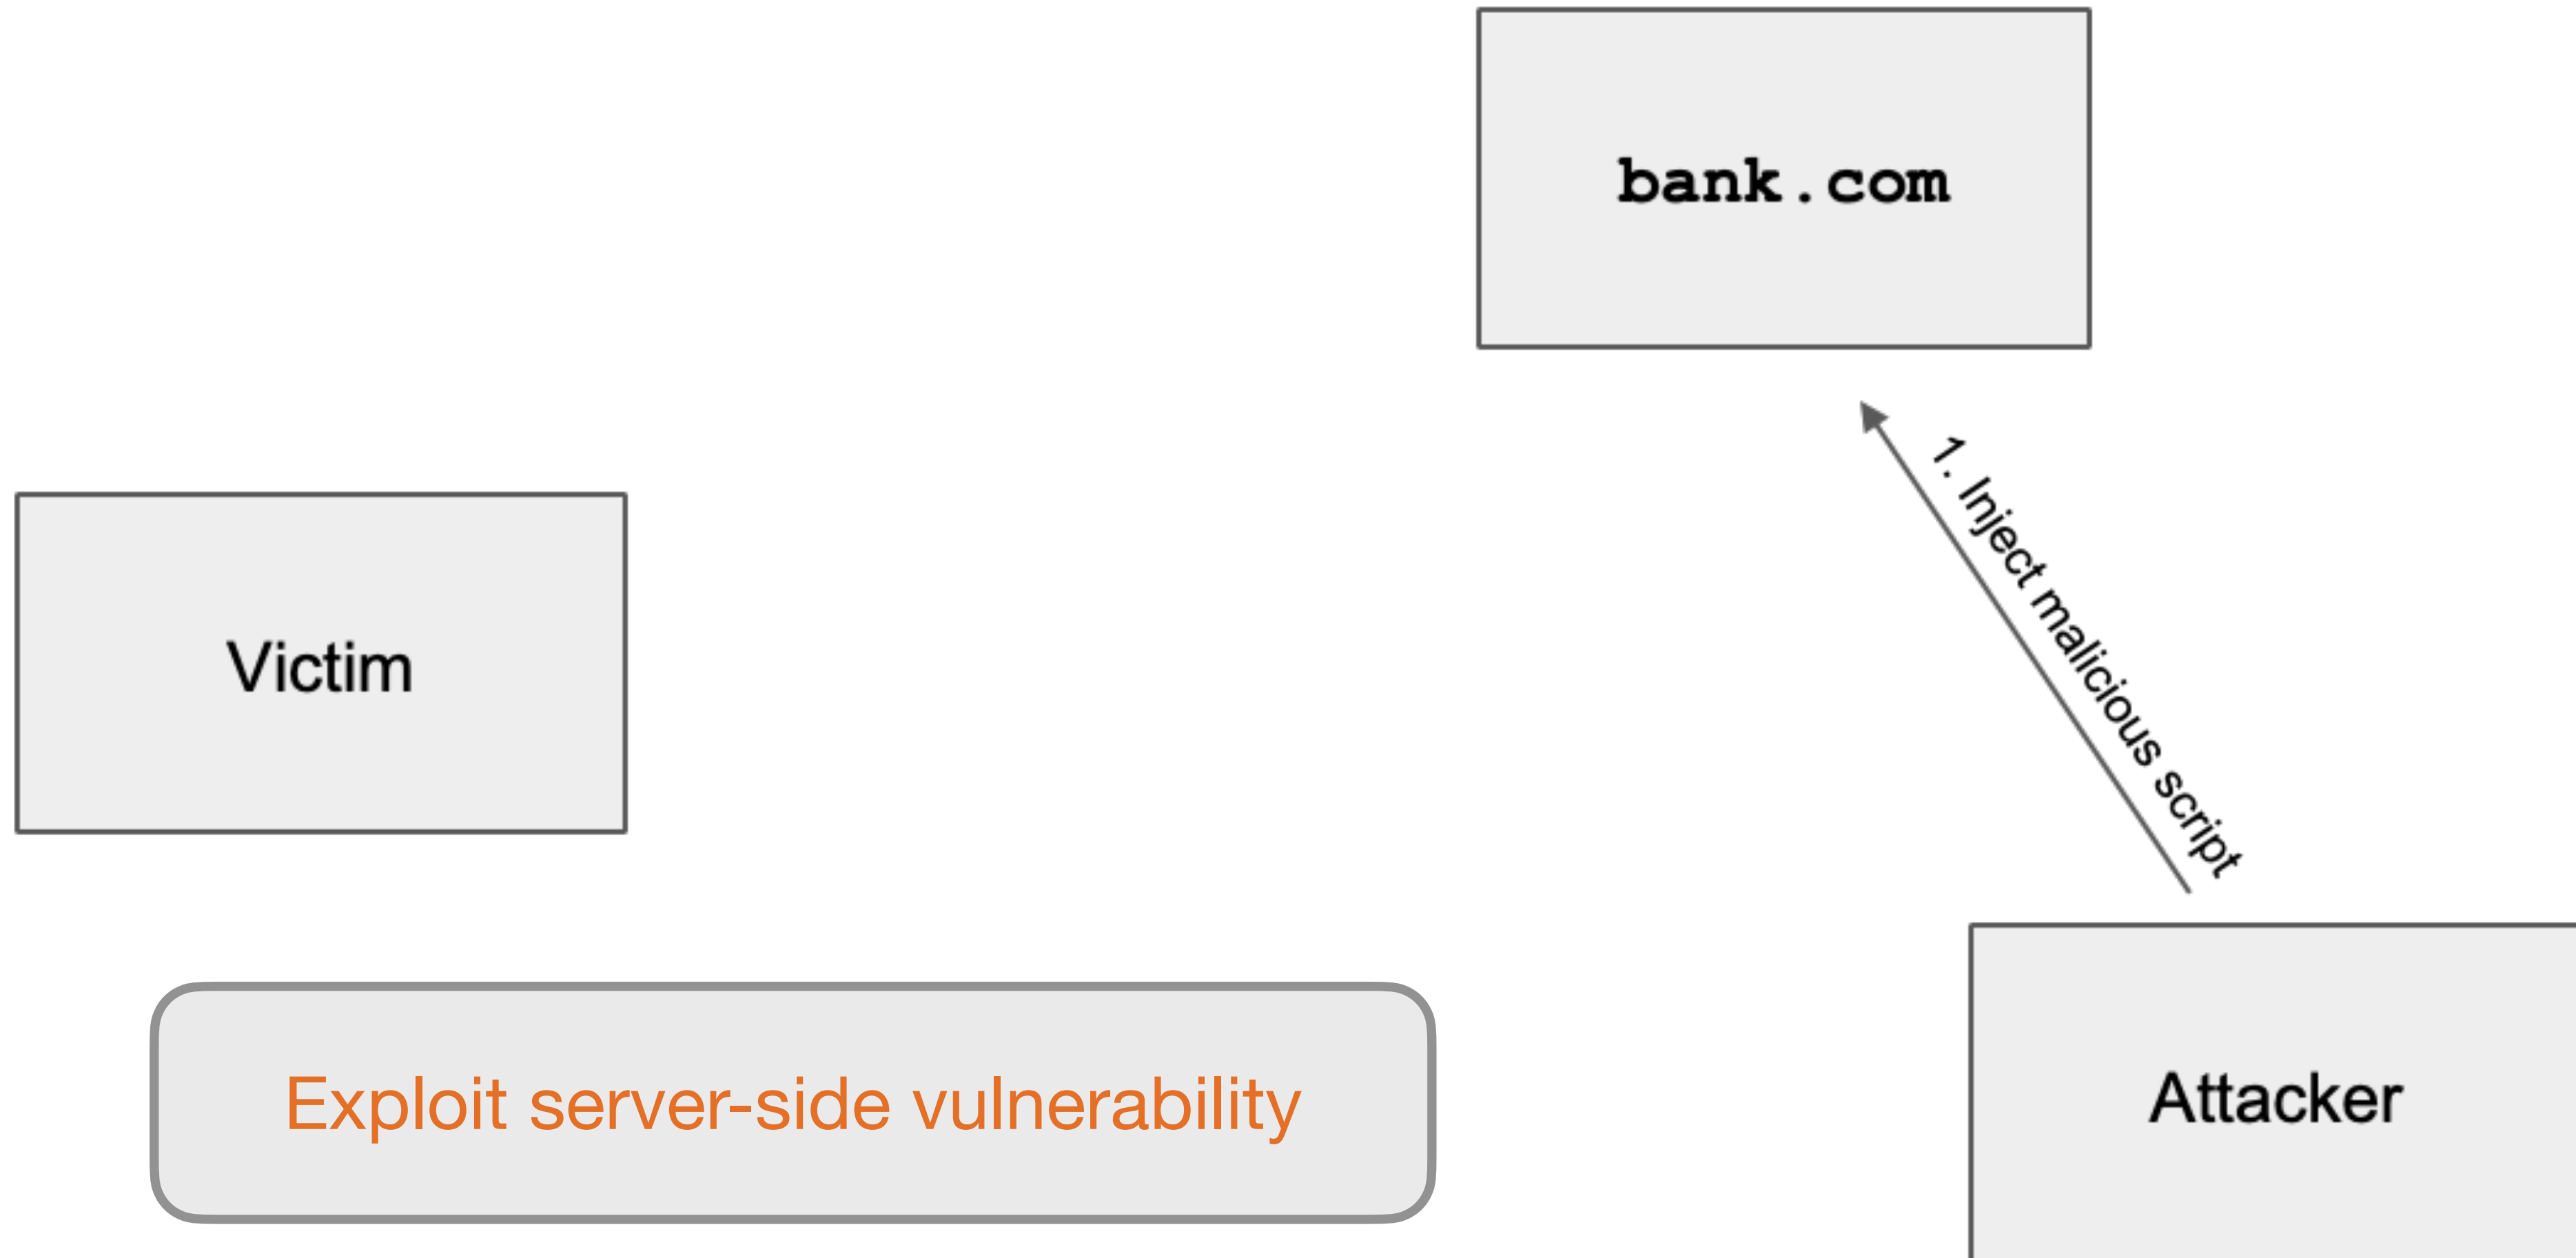 bank.com
1. Inject malicious script
Victim
Exploit server-side vulnerability
Attacker